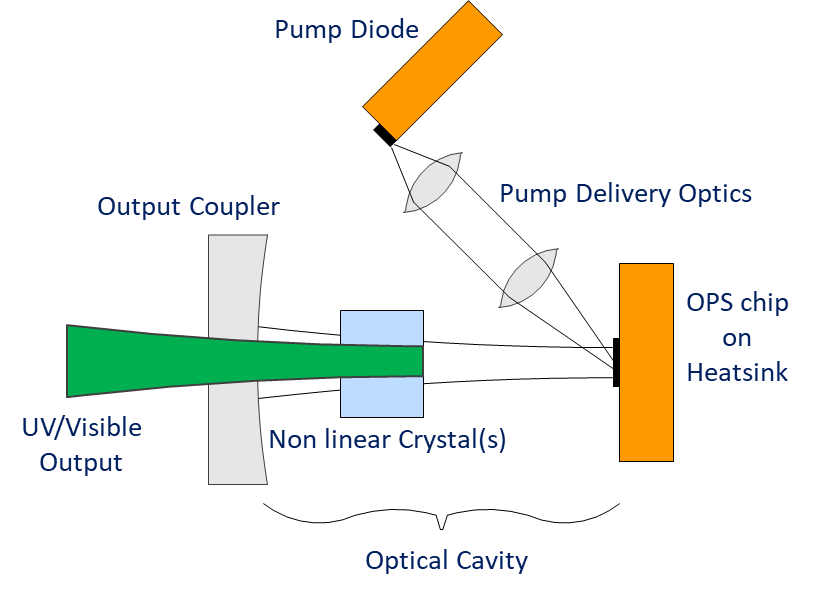 Pump Diode
Pump Delivery Optics
Output Coupler
OPS chip
on
Heatsink
UV/Visible
Output
Non linear Crystal(s)
Optical Cavity